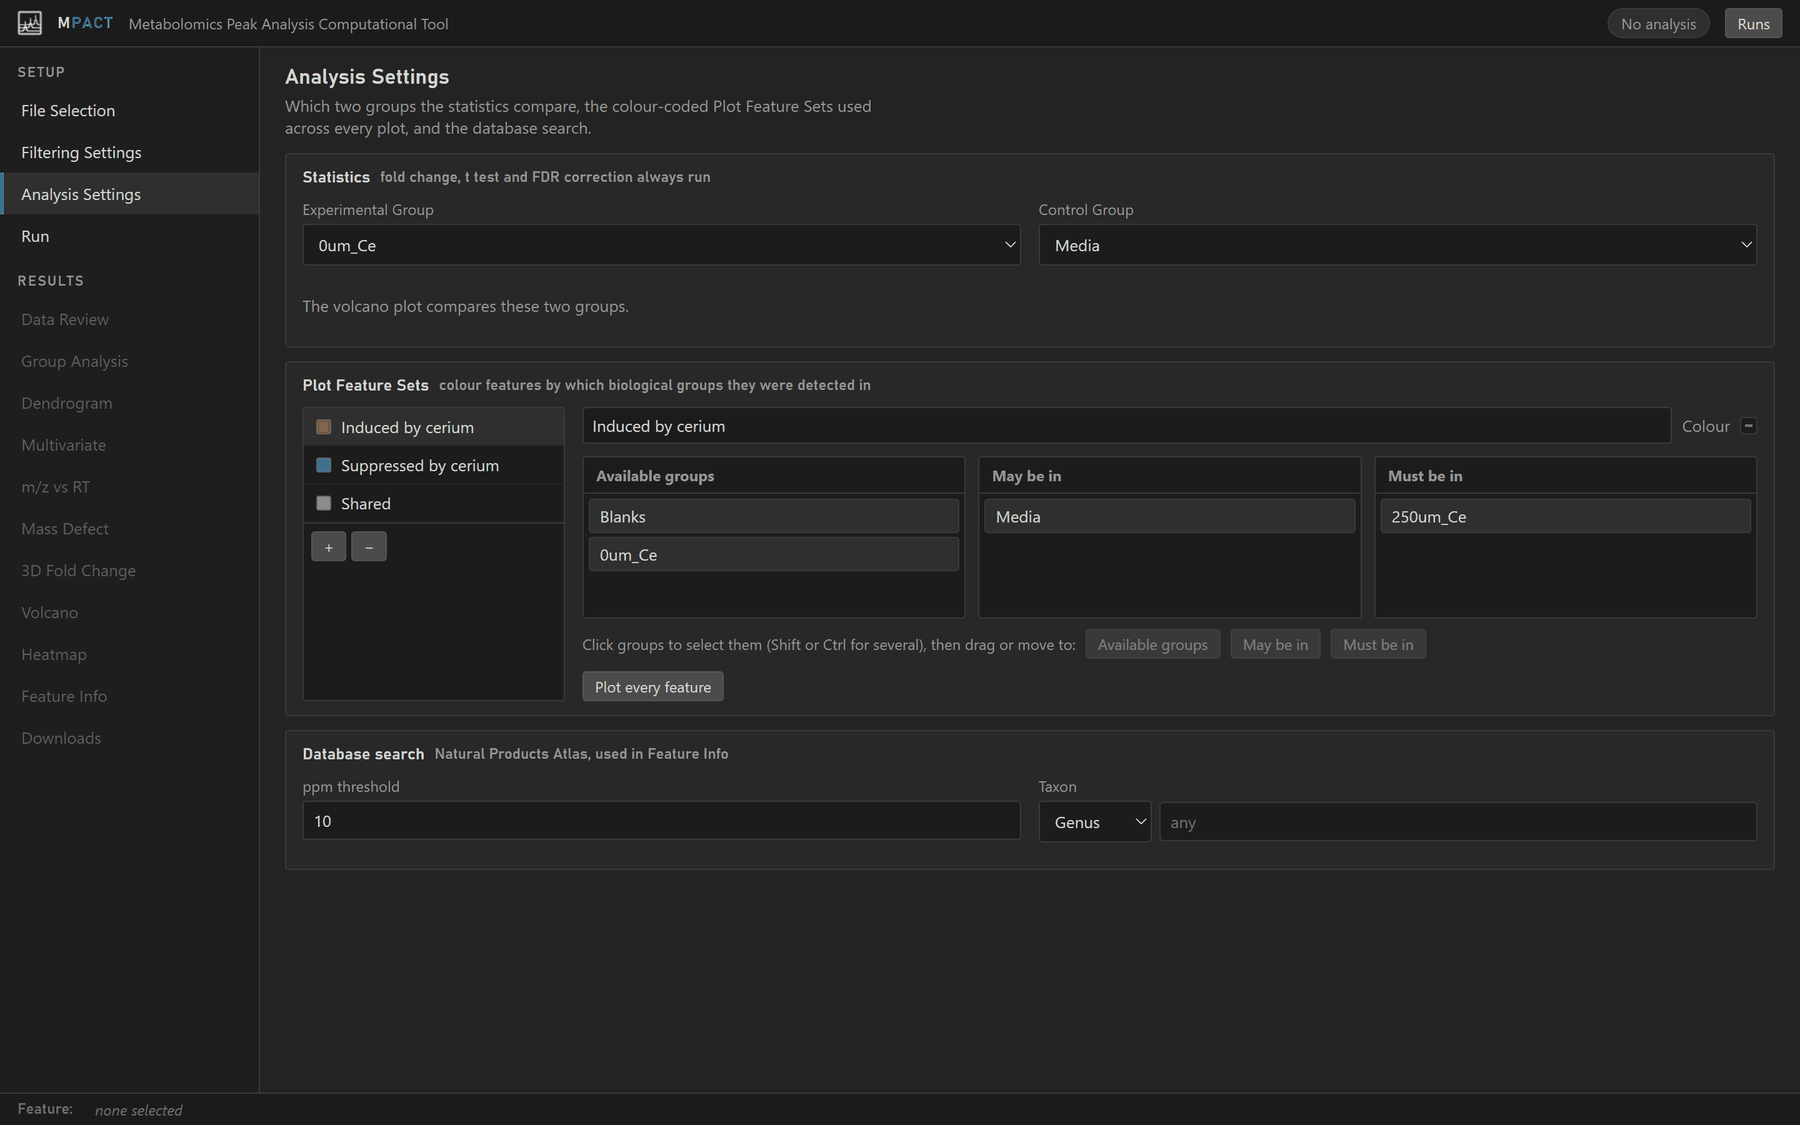 MPACT Metabolomics Peak Analysis Computational Tool
No analysis
Runs
SETUP
File Selection
Filtering Settings
Analysis Settings
Run
RESULTS
Data Review
Group Analysis
Dendrogram
Multivariate
m/z vs RT
Mass Defect
3D Fold Change
Volcano
Heatmap
Feature Info
Downloads
Analysis Settings
Which two groups the statistics compare, the colour-coded Plot Feature Sets used
across every plot, and the database search.
Statistics fold change, t test and FDR correction always run
Experimental Group
0um_Ce
Control Group
Media
The volcano plot compares these two groups.
Plot Feature Sets colour features by which biological groups they were detected in
Induced by cerium
Suppressed by cerium
Shared
+ −
Induced by cerium
Colour
Available groups
Blanks
0um_Ce
May be in
Media
Must be in
250um_Ce
Click groups to select them (Shift or Ctrl for several), then drag or move to: Available groups May be in Must be in
Plot every feature
Database search Natural Products Atlas, used in Feature Info
ppm threshold
10
Taxon
Genus
any
Feature: none selected